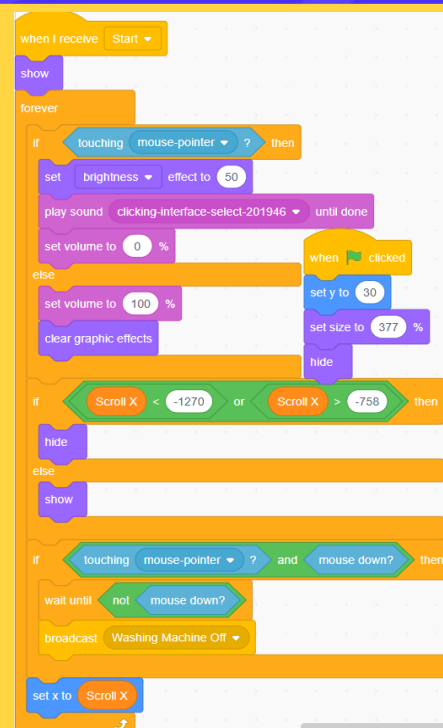 when I receive Start
show
forever
if touching mouse-pointer ? then
set brightness effect to 50
play sound clicking-interface-select-201946 until done
set volume to 0 %
else
set volume to 100 %
clear graphic effects
when clicked
set y to 30
set size to 377 %
hide
if Scroll X < -1270 or Scroll X > -758 then
hide
else
show
if touching mouse-pointer ? and mouse down? then
wait until not mouse down?
broadcast Washing Machine Off
set x to Scroll X